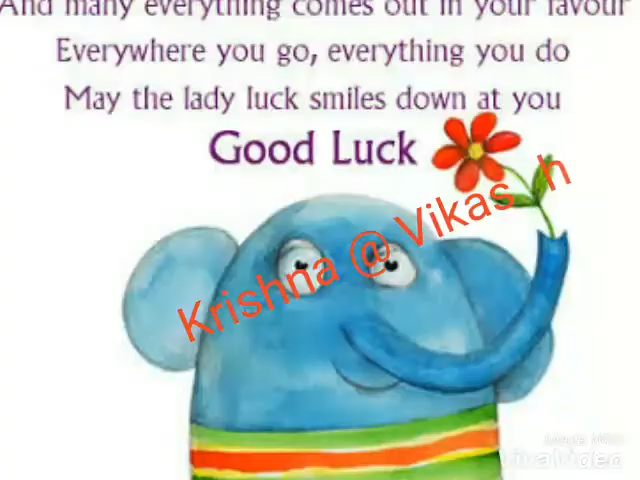 And many everything comes out in your favour
Everywhere you go, everything you do
May the lady luck smiles down at you
Good Luck
Krishna @ Vikas h
VivaVideo